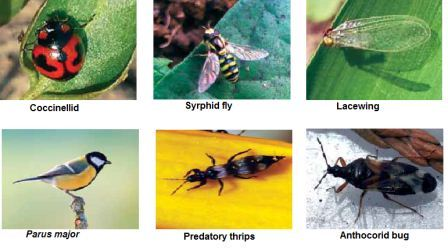 Coccinellid
Syrphid fly
Lacewing
Parus major
Predatory thrips
Anthocorid bug